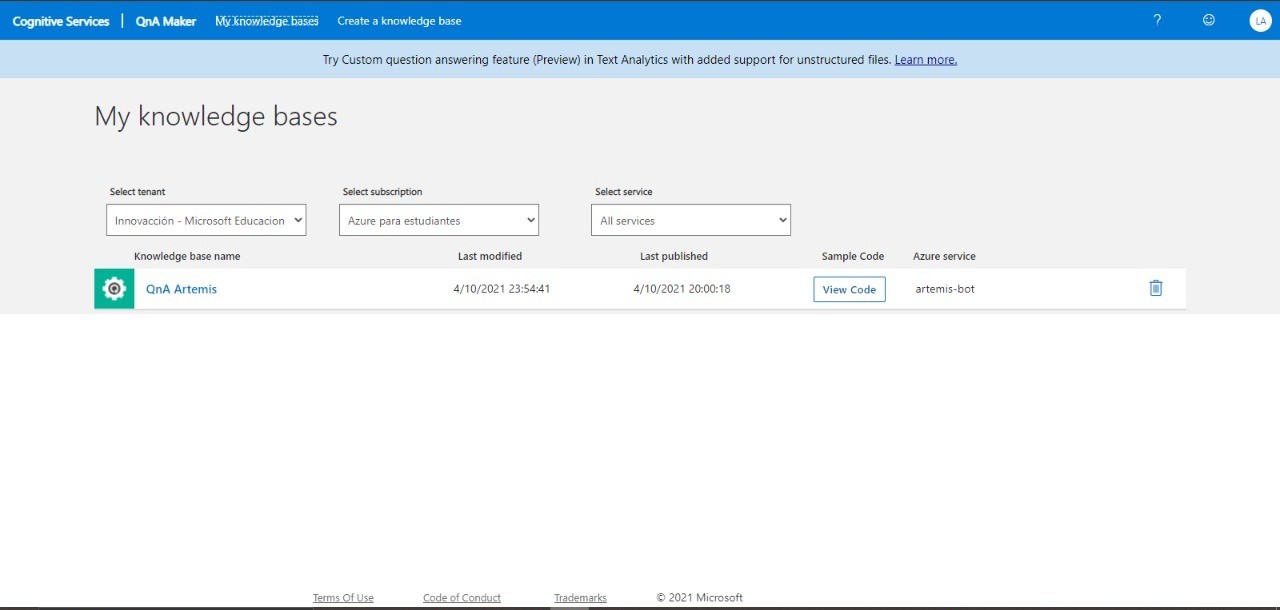 Cognitive Services | QnA Maker My knowledge bases Create a knowledge base ? LA
Try Custom question answering feature (Preview) in Text Analytics with added support for unstructured files. Learn more.
My knowledge bases
Select tenant Select subscription Select service
Innovacción - Microsoft Educacion Azure para estudiantes All services
Knowledge base name Last modified Last published Sample Code Azure service
QnA Artemis 4/10/2021 23:54:41 4/10/2021 20:00:18 View Code artemis-bot
Terms Of Use Code of Conduct Trademarks © 2021 Microsoft